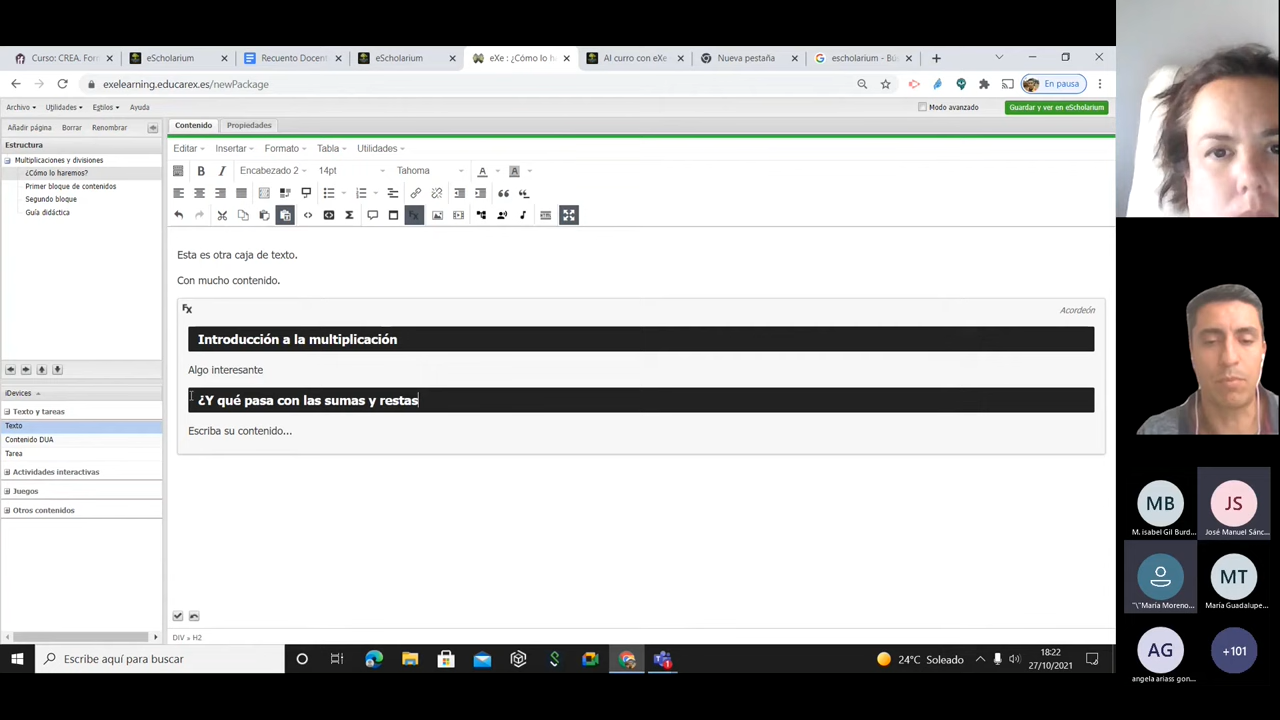 Curso: CREA. For
eScholarium
Recuento Docent
eScholarium
eXe : ¿Cómo lo h
Al curro con eXe
Nueva pestaña
escholarium - Bú
exelearning.educarex.es/newPackage
En pausa
Archivo
Utilidades
Estilos
Ayuda
Modo avanzado
Guardar y ver en eScholarium
Añadir página
Borrar
Renombrar
Contenido
Propiedades
Estructura
Multiplicaciones y divisiones
¿Cómo lo haremos?
Primer bloque de contenidos
Segundo bloque
Guía didáctica
Editar
Insertar
Formato
Tabla
Utilidades
B
I
Encabezado 2
14pt
Tahoma
A
A
Esta es otra caja de texto.
Con mucho contenido.
Fx
Acordeón
Introducción a la multiplicación
Algo interesante
¿Y qué pasa con las sumas y restas
Escriba su contenido...
iDevices
Texto y tareas
Texto
Contenido DUA
Tarea
Actividades interactivas
Juegos
Otros contenidos
DIV » H2
Escribe aquí para buscar
24°C Soleado
18:22
27/10/2021
MB
M. isabel Gil Burd...
JS
José Manuel Sánc...
"\"María Moreno...
MT
María Guadalupe...
AG
angela ariass gon...
+101